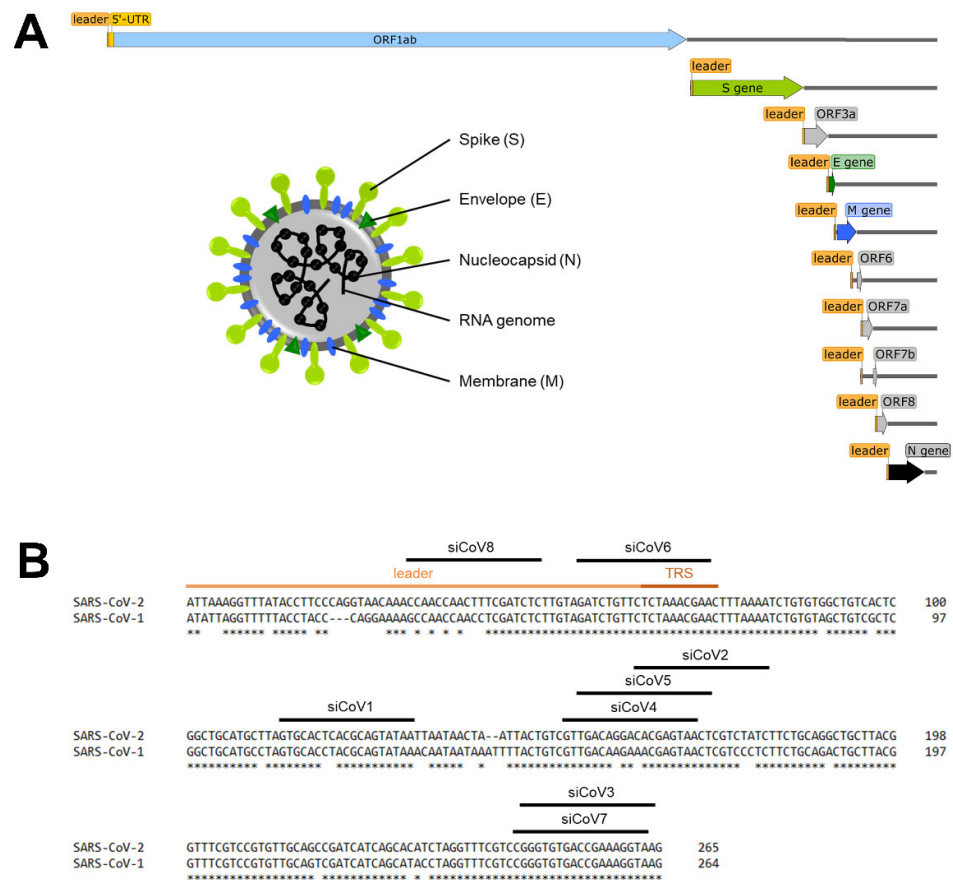 A
leader 5'-UTR
ORF1ab
leader
S gene
leader ORF3a
leader E gene
leader M gene
leader ORF6
leader ORF7a
leader ORF7b
leader ORF8
leader N gene
Spike (S)
Envelope (E)
Nucleocapsid (N)
RNA genome
Membrane (M)
B
siCoV8 siCoV6
leader TRS
SARS-CoV-2 ATTAAAGGTTTATACCTTCCCAGGTAACAAACCAACCAACTTTCGATCTCTTGTAGATCTGTTCTCTAAACGAACTTTAAAATCTGTGTGGCTGTCACTC 100
SARS-CoV-1 ATATTAGGTTTTTACCTACC---CAGGAAAAGCCAACCAACCTCGATCTCTTGTAGATCTGTTCTCTAAACGAACTTTAAAATCTGTGTAGCTGTCGCTC 97
** ****** ***** ** *** * * * * ********************************************** ****** ***
siCoV2
siCoV5
siCoV1 siCoV4
SARS-CoV-2 GGCTGCATGCTTAGTGCACTCACGCAGTATAATTAATAACTA--ATTACTGTCGTTGACAGGACACGAGTAACTCGTCTATCTTCTGCAGGCTGCTTACG 198
SARS-CoV-1 GGCTGCATGCCTAGTGCACCTACGCAGTATAAACAATAATAAATTTTACTGTCGTTGACAAGAAACGAGTAACTCGTCCCTCTTCTGCAGACTGCTTACG 197
********** ******** *********** ***** * *************** ** ************** ********** *********
siCoV3
siCoV7
SARS-CoV-2 GTTTCGTCCGTGTTGCAGCCGATCATCAGCACATCTAGGTTTCGTCCGGGTGTGACCGAAAGGTAAG 265
SARS-CoV-1 GTTTCGTCCGTGTTGCAGTCGATCATCAGCATACCTAGGTTTCGTCCGGGTGTGACCGAAAGGTAAG 264
****************** ************ * *********************************